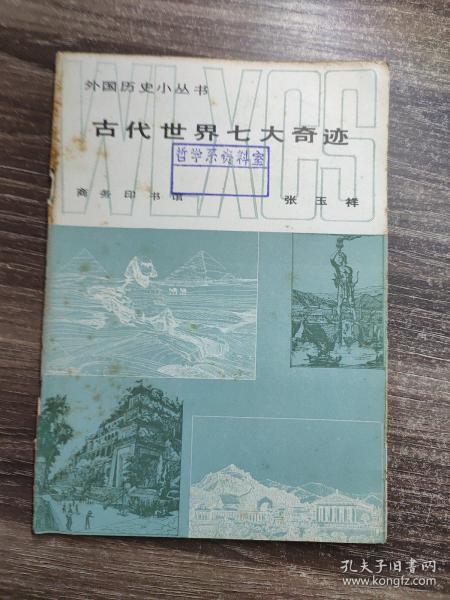 WLXCS
外国历史小丛书
古代世界七大奇迹
哲学系资料室
商务印书馆
张玉祥
孔夫子旧书网
www.kongfz.com